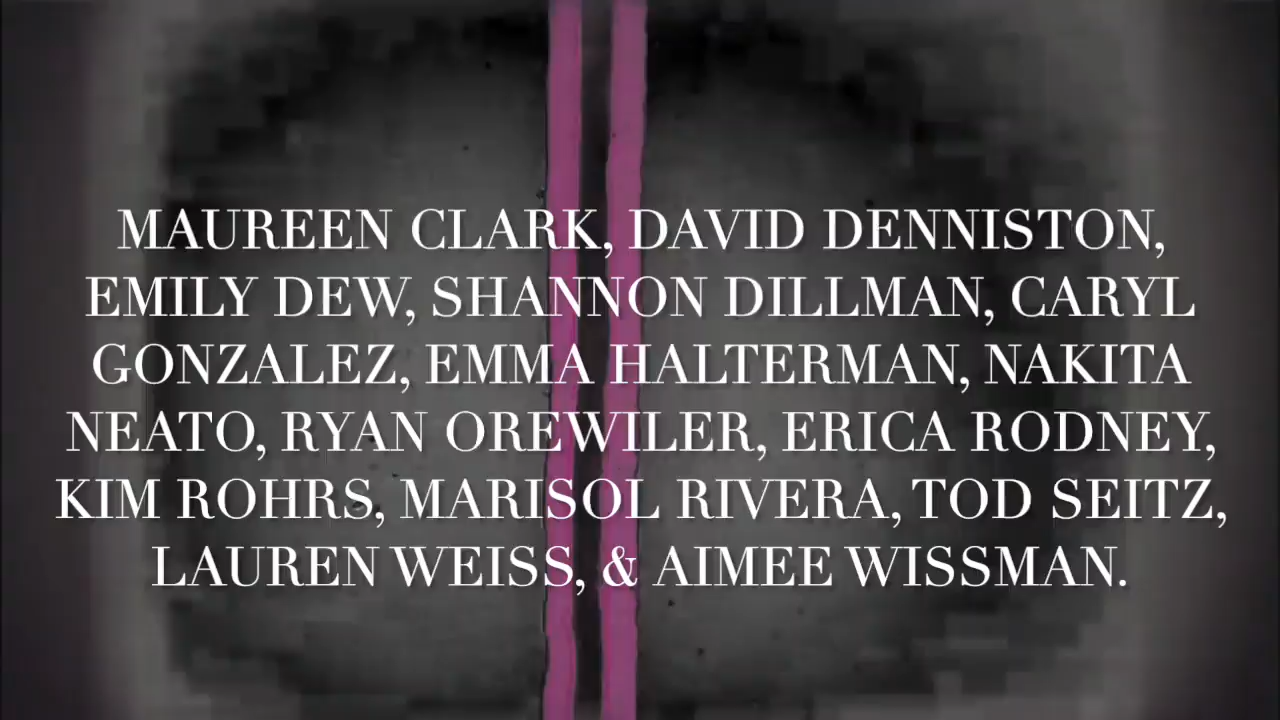 MAUREEN CLARK, DAVID DENNISTON,
EMILY DEW, SHANNON DILLMAN, CARYL
GONZALEZ, EMMA HALTERMAN, NAKITA
NEATO, RYAN OREWILER, ERICA RODNEY,
KIM ROHRS, MARISOL RIVERA, TOD SEITZ,
LAUREN WEISS, & AIMEE WISSMAN.